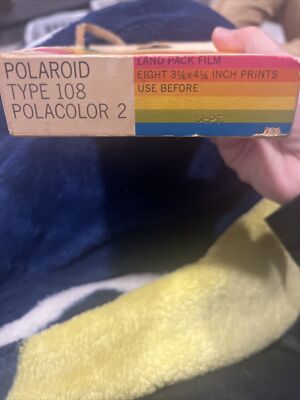 POLAROID
TYPE 108
POLACOLOR 2
LAND PACK FILM
EIGHT 3¼x4¼ INCH PRINTS
USE BEFORE
SEPT